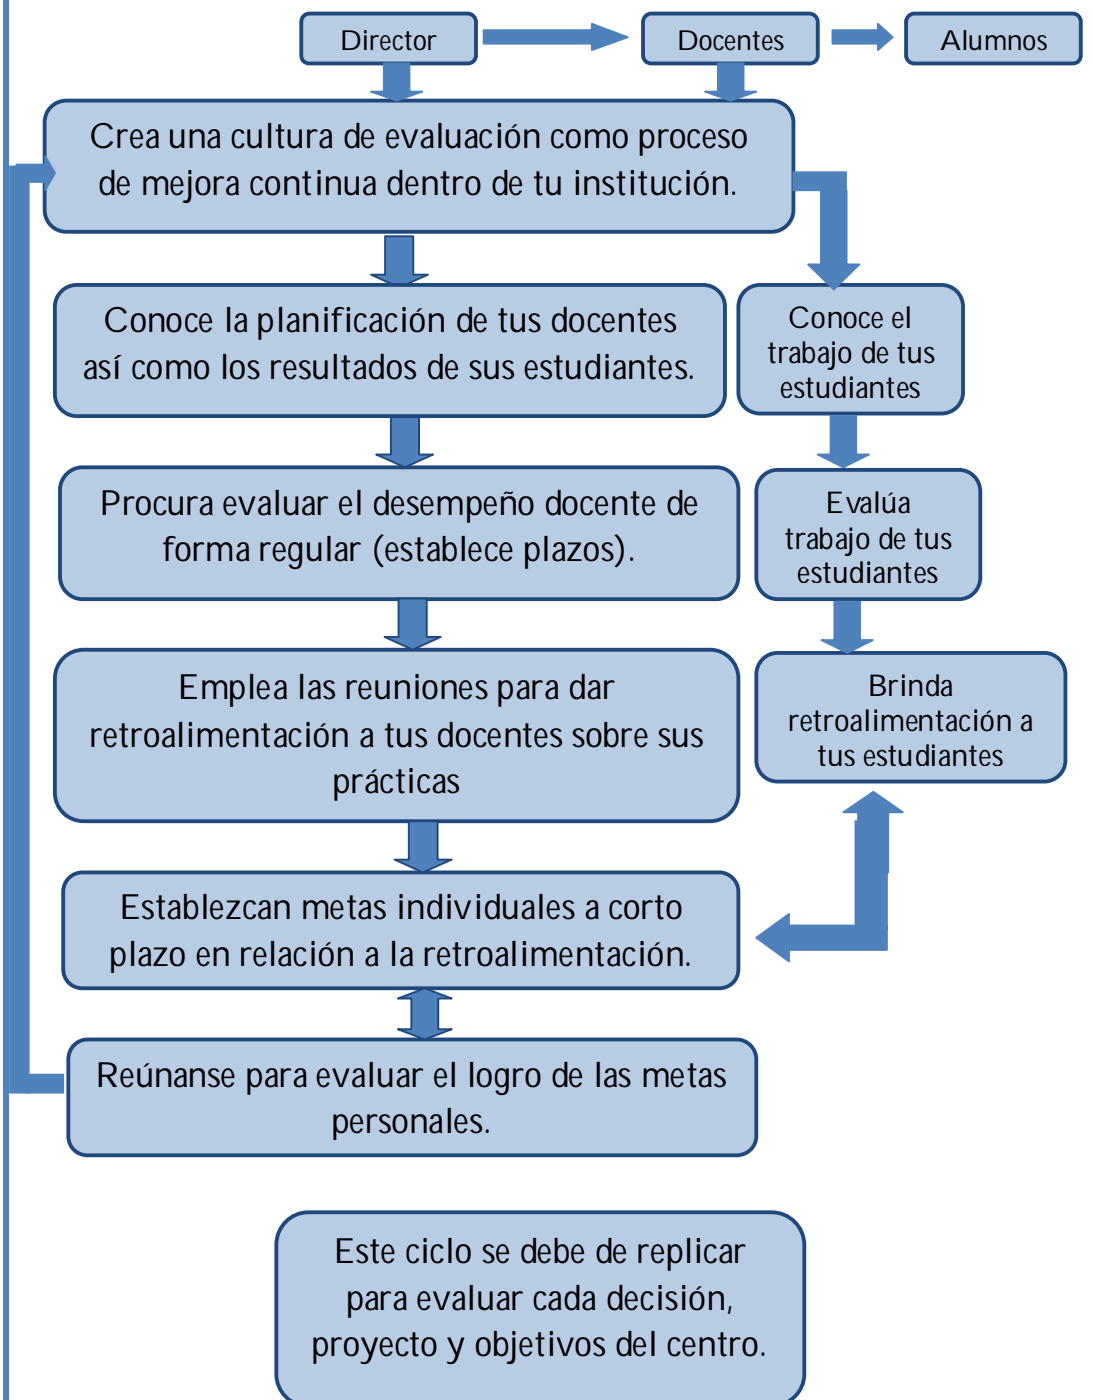 Director
Docentes
Alumnos
Crea una cultura de evaluación como proceso
de mejora continua dentro de tu institución.
Conoce la planificación de tus docentes
así como los resultados de sus estudiantes.
Conoce el
trabajo de tus
estudiantes
Procura evaluar el desempeño docente de
forma regular (establece plazos).
Evalúa
trabajo de tus
estudiantes
Emplea las reuniones para dar
retroalimentación a tus docentes sobre sus
prácticas
Brinda
retroalimentación a
tus estudiantes
Establezcan metas individuales a corto
plazo en relación a la retroalimentación.
Reúnanse para evaluar el logro de las metas
personales.
Este ciclo se debe de replicar
para evaluar cada decisión,
proyecto y objetivos del centro.